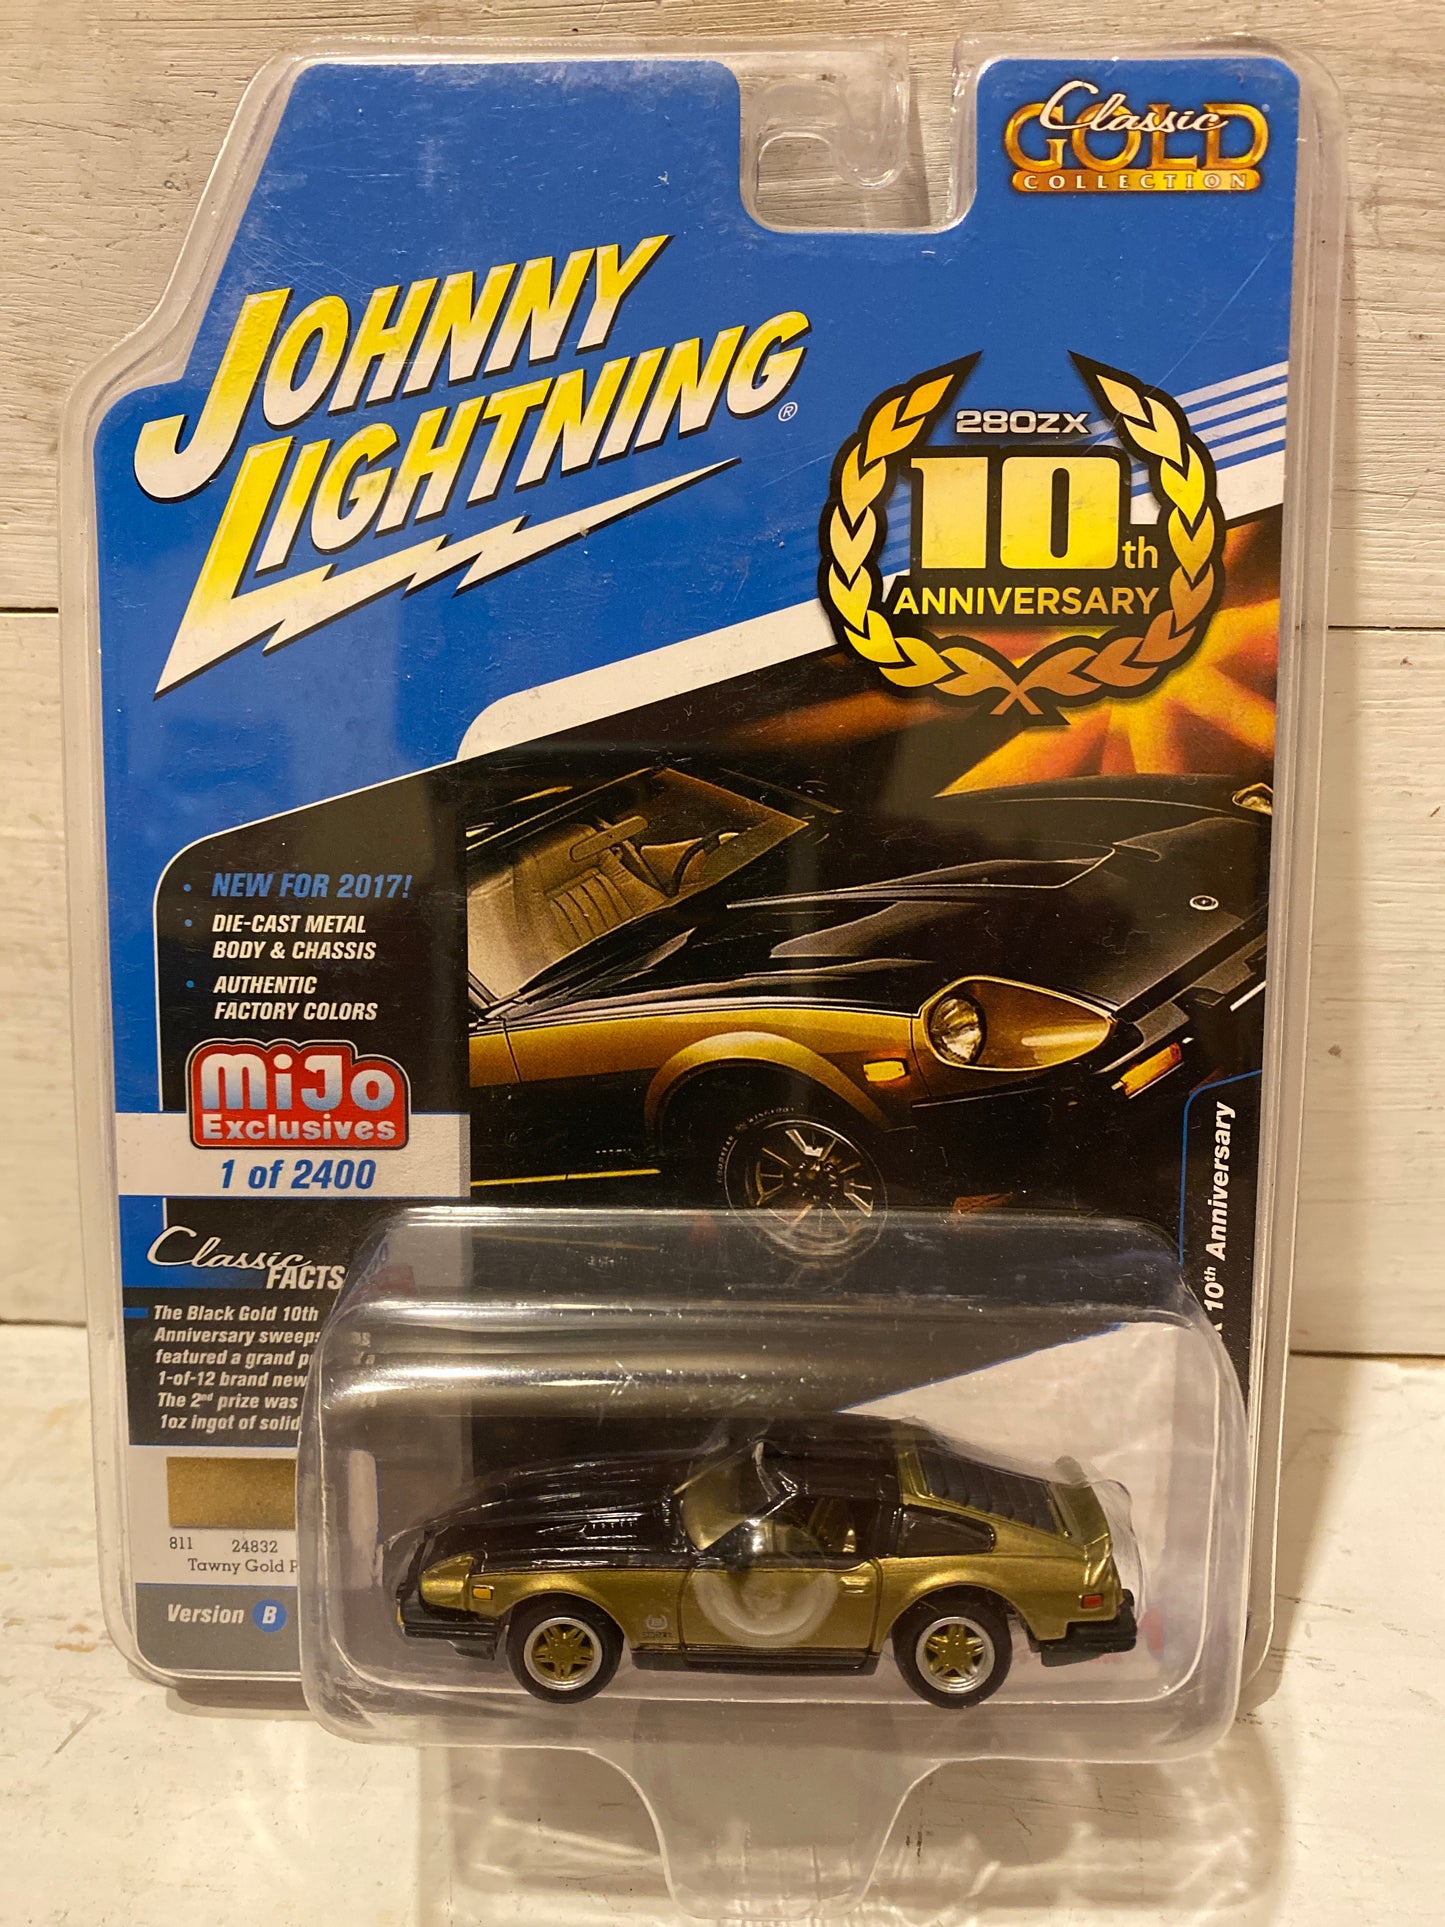 Classic
GOLD
COLLECTION
JOHNNY
LIGHTNING®
280ZX
10th
ANNIVERSARY
• NEW FOR 2017!
• DIE-CAST METAL
BODY & CHASSIS
• AUTHENTIC
FACTORY COLORS
MiJo
Exclusives
1 of 2400
10th Anniversary
Classic
FACTS
The Black Gold 10th
Anniversary
featured a grand
1-of-12 brand new
The 2nd prize was
1oz ingot of solid
811 24832
Tawny Gold
Version B